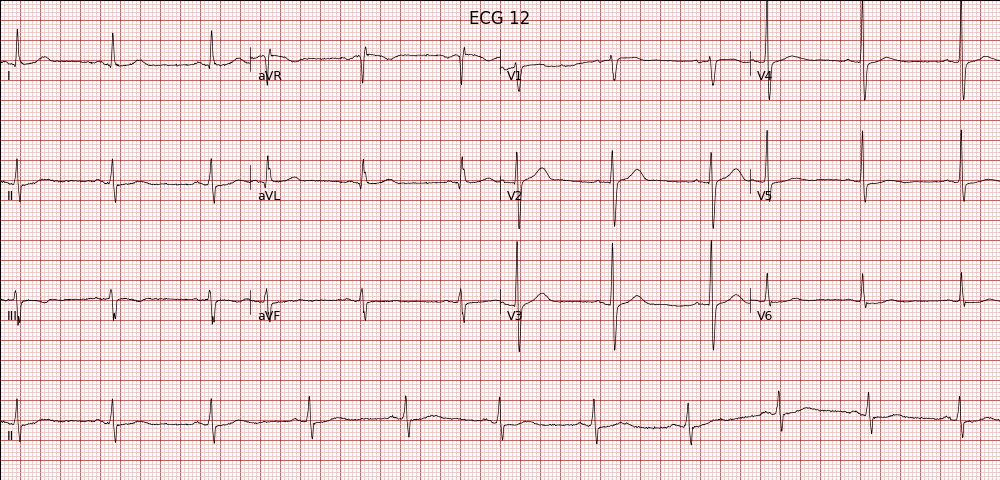 ECG 12
I aVR V1 V4
II aVL V2 V5
III aVF V3 V6
II